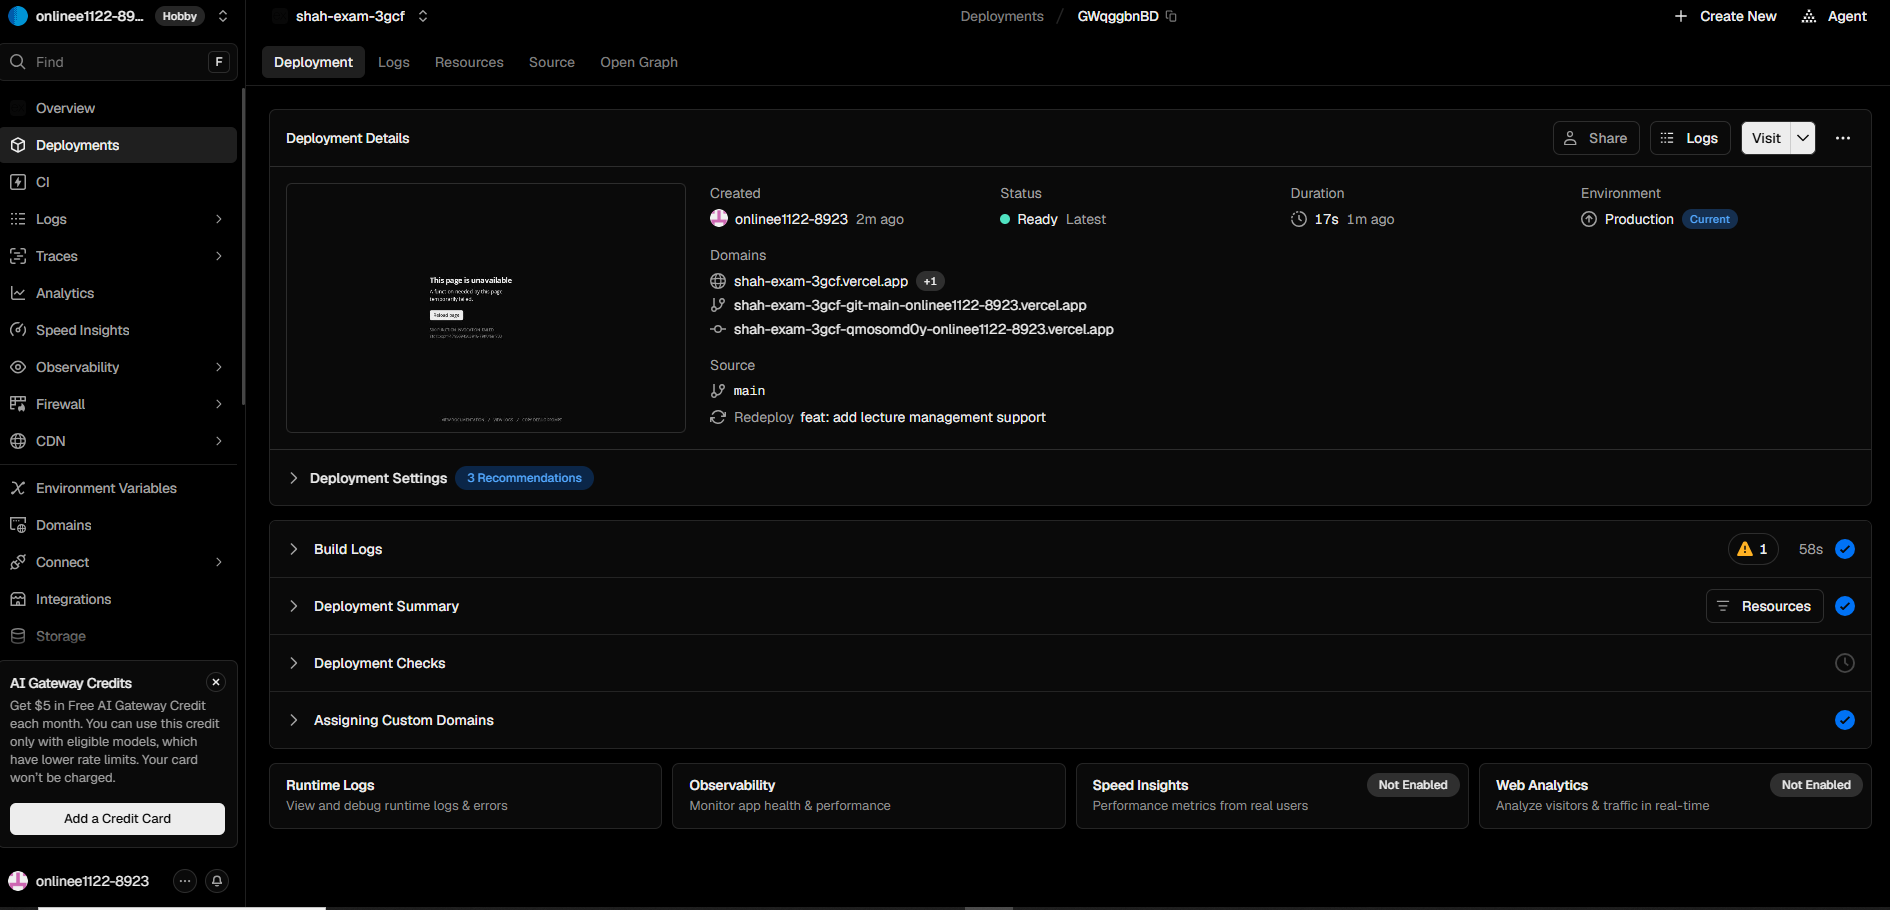 onlinee1122-89...
Hobby
shah-exam-3gcf
Deployments / GWqggbnBD
Create New
Agent
Find
F
Deployment
Logs
Resources
Source
Open Graph
Overview
Deployments
CI
Logs
Traces
Analytics
Speed Insights
Observability
Firewall
CDN
Environment Variables
Domains
Connect
Integrations
Storage
AI Gateway Credits
Get $5 in Free AI Gateway Credit
each month. You can use this credit
only with eligible models, which
have lower rate limits. Your card
won't be charged.
Add a Credit Card
onlinee1122-8923
Deployment Details
Share
Logs
Visit
This page is unavailable
A function needed by this page
temporarily failed.
Reload page
Created
onlinee1122-8923 2m ago
Status
Ready Latest
Duration
17s 1m ago
Environment
Production Current
Domains
shah-exam-3gcf.vercel.app +1
shah-exam-3gcf-git-main-onlinee1122-8923.vercel.app
shah-exam-3gcf-qmosomd0y-onlinee1122-8923.vercel.app
Source
main
Redeploy feat: add lecture management support
Deployment Settings 3 Recommendations
Build Logs
1
58s
Deployment Summary
Resources
Deployment Checks
Assigning Custom Domains
Runtime Logs
View and debug runtime logs & errors
Observability
Monitor app health & performance
Speed Insights
Not Enabled
Performance metrics from real users
Web Analytics
Not Enabled
Analyze visitors & traffic in real-time